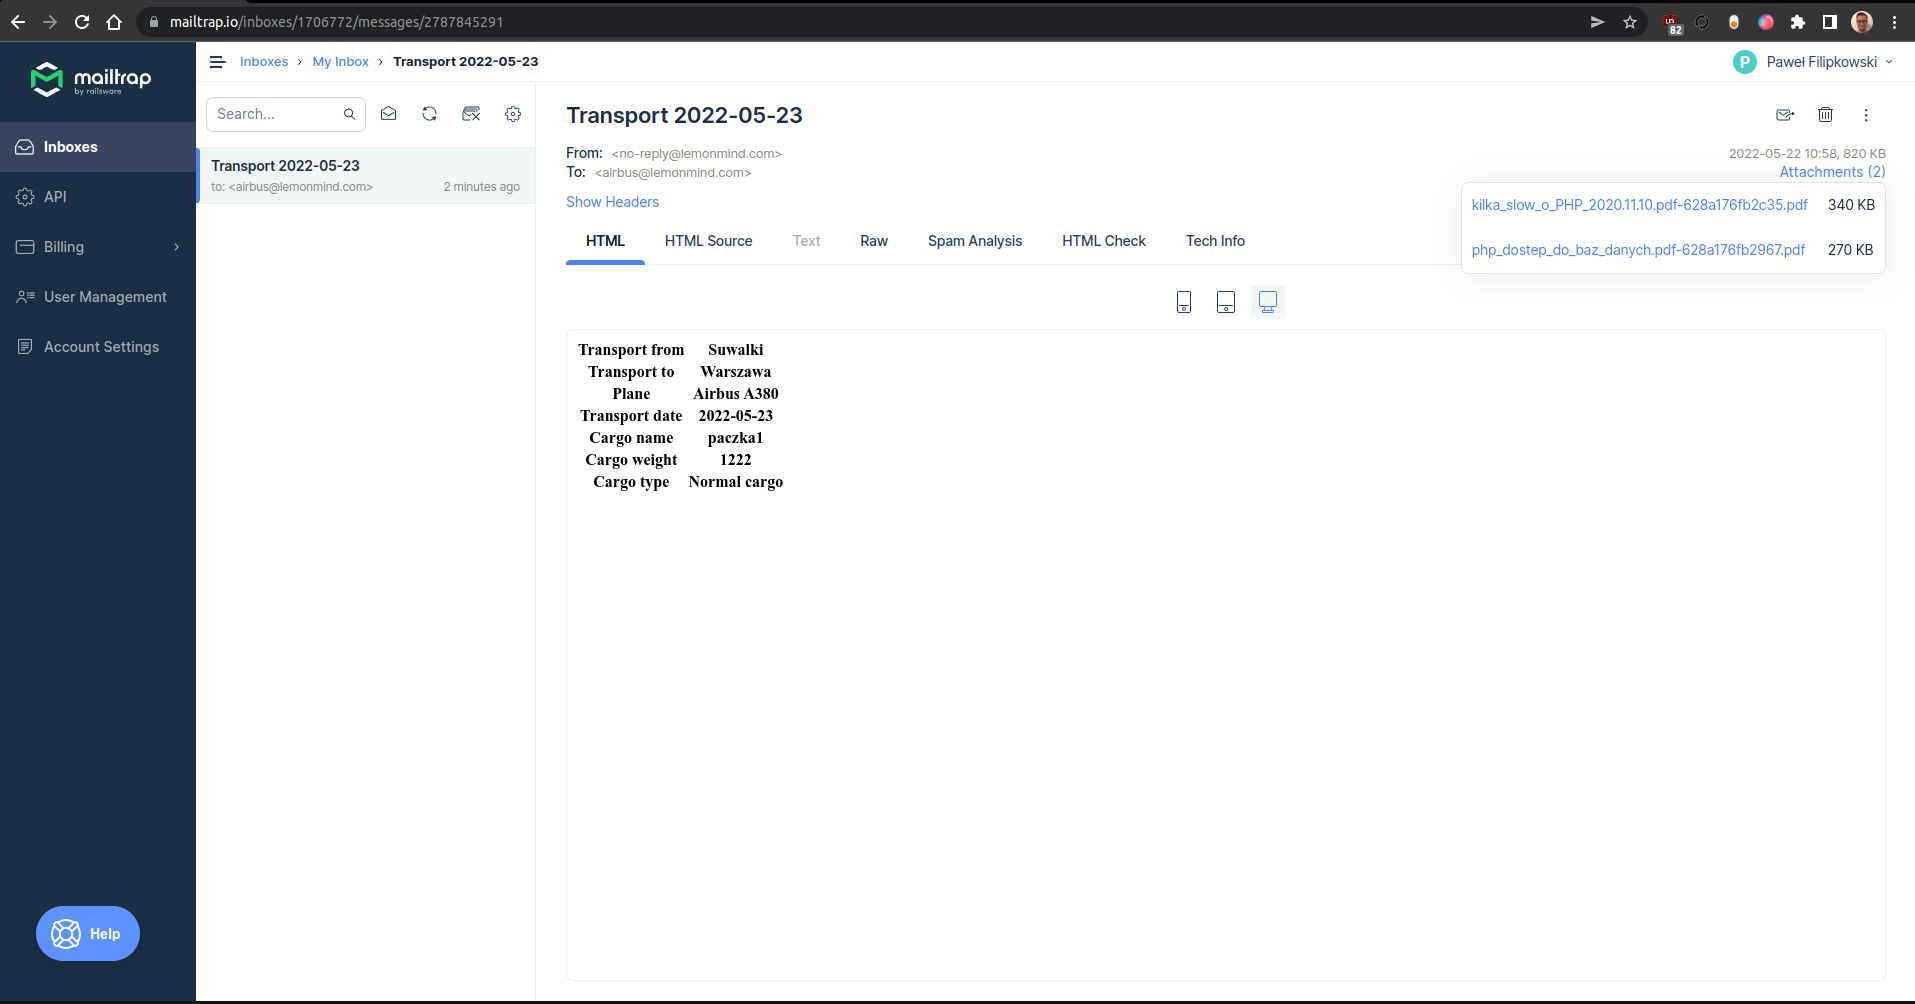 mailtrap.io/inboxes/1706772/messages/2787845291
82
mailtrap
by railsware
Inboxes
API
Billing
User Management
Account Settings
Help
Inboxes › My Inbox › Transport 2022-05-23
P Paweł Filipkowski
Search...
Transport 2022-05-23
to: <airbus@lemonmind.com> 2 minutes ago
Transport 2022-05-23
From: <no-reply@lemonmind.com>
To: <airbus@lemonmind.com>
Show Headers
2022-05-22 10:58, 820 KB
Attachments (2)
kilka_slow_o_PHP_2020.11.10.pdf-628a176fb2c35.pdf 340 KB
php_dostep_do_baz_danych.pdf-628a176fb2967.pdf 270 KB
HTML HTML Source Text Raw Spam Analysis HTML Check Tech Info
Transport from Suwalki
Transport to Warszawa
Plane Airbus A380
Transport date 2022-05-23
Cargo name paczka1
Cargo weight 1222
Cargo type Normal cargo